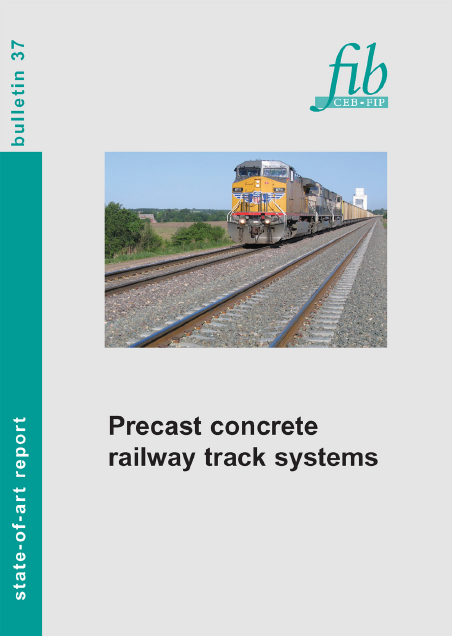 bulletin 37
fib
CEB-FIP
Precast concrete
railway track systems
state-of-art report